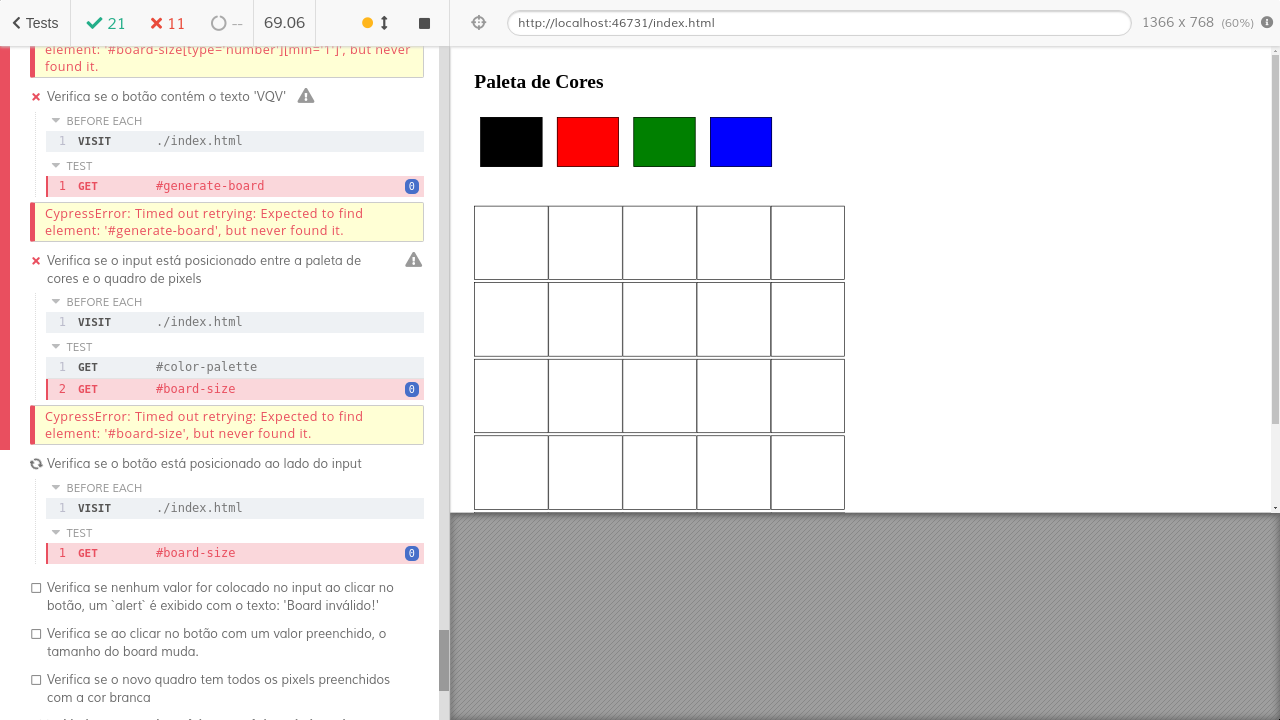 Tests 21 11 -- 69.06 http://localhost:46731/index.html 1366 x 768 (60%)
element: '#board-size[type='number'][min='1']', but never
found it.
Verifica se o botão contém o texto 'VQV'
BEFORE EACH
1 VISIT ./index.html
TEST
1 GET #generate-board 0
CypressError: Timed out retrying: Expected to find
element: '#generate-board', but never found it.
Verifica se o input está posicionado entre a paleta de
cores e o quadro de pixels
BEFORE EACH
1 VISIT ./index.html
TEST
1 GET #color-palette
2 GET #board-size 0
CypressError: Timed out retrying: Expected to find
element: '#board-size', but never found it.
Verifica se o botão está posicionado ao lado do input
BEFORE EACH
1 VISIT ./index.html
TEST
1 GET #board-size 0
Verifica se nenhum valor for colocado no input ao clicar no
botão, um `alert` é exibido com o texto: 'Board inválido!'
Verifica se ao clicar no botão com um valor preenchido, o
tamanho do board muda.
Verifica se o novo quadro tem todos os pixels preenchidos
com a cor branca
Paleta de Cores